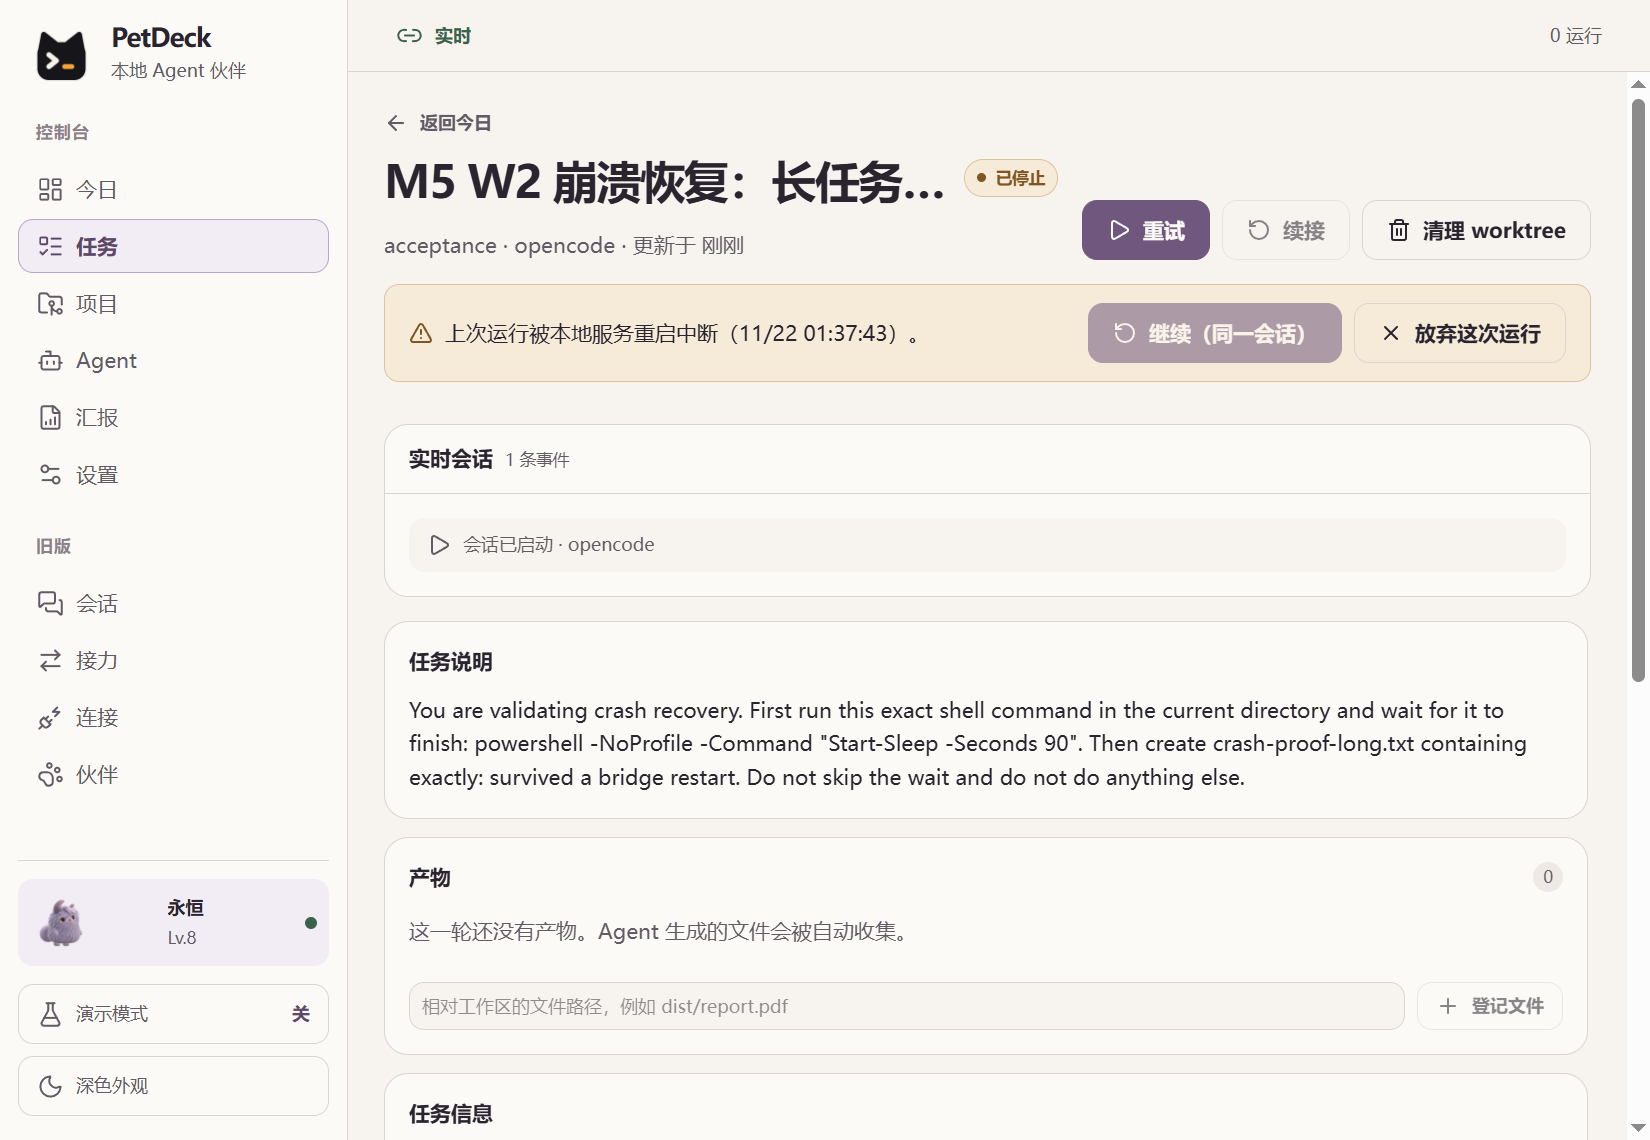 PetDeck
本地 Agent 伙伴
控制台
今日
任务
项目
Agent
汇报
设置
旧版
会话
接力
连接
伙伴
永恒
Lv.8
演示模式
关
深色外观
实时
0 运行
返回今日
M5 W2 崩溃恢复：长任务...
已停止
acceptance · opencode · 更新于 刚刚
重试
续接
清理 worktree
上次运行被本地服务重启中断（11/22 01:37:43）。
继续（同一会话）
放弃这次运行
实时会话
1 条事件
会话已启动 · opencode
任务说明
You are validating crash recovery. First run this exact shell command in the current directory and wait for it to
finish: powershell -NoProfile -Command "Start-Sleep -Seconds 90". Then create crash-proof-long.txt containing
exactly: survived a bridge restart. Do not skip the wait and do not do anything else.
产物
0
这一轮还没有产物。Agent 生成的文件会被自动收集。
相对工作区的文件路径，例如 dist/report.pdf
登记文件
任务信息